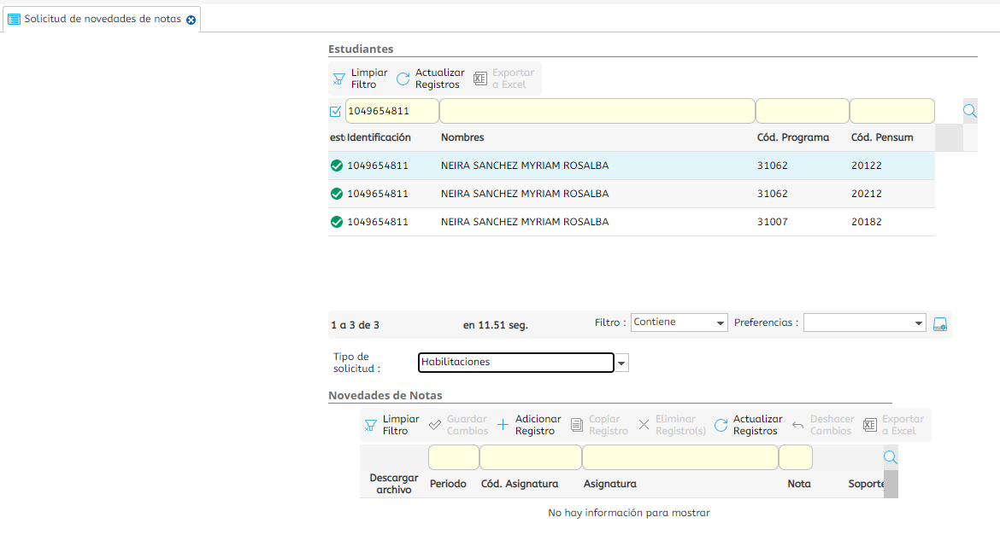 Solicitud de novedades de notas
Estudiantes
Limpiar Filtro Actualizar Registros Exportar a Excel
1049654811
est Identificación Nombres Cód. Programa Cód. Pensum
1049654811 NEIRA SANCHEZ MYRIAM ROSALBA 31062 20122
1049654811 NEIRA SANCHEZ MYRIAM ROSALBA 31062 20212
1049654811 NEIRA SANCHEZ MYRIAM ROSALBA 31007 20182
1 a 3 de 3 en 11.51 seg. Filtro : Contiene Preferencias :
Tipo de solicitud : Habilitaciones
Novedades de Notas
Limpiar Filtro Guardar Cambios Adicionar Registro Copiar Registro Eliminar Registro(s) Actualizar Registros Deshacer Cambios Exportar a Excel
Descargar archivo Periodo Cód. Asignatura Asignatura Nota Soporte
No hay información para mostrar